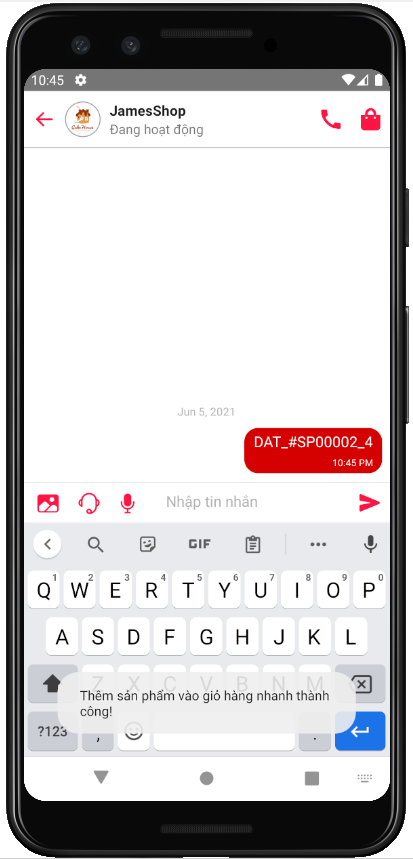 10:45
JamesShop
Đang hoạt động
Jun 5, 2021
DAT_#SP00002_4
10:45 PM
Nhập tin nhắn
GIF
Q1 W2 E3 R4 T5 Y6 U7 I8 O9 P0
A S D F G H J K L
Z X C V B N M
Thêm sản phẩm vào giỏ hàng nhanh thành
công!
?123 , .